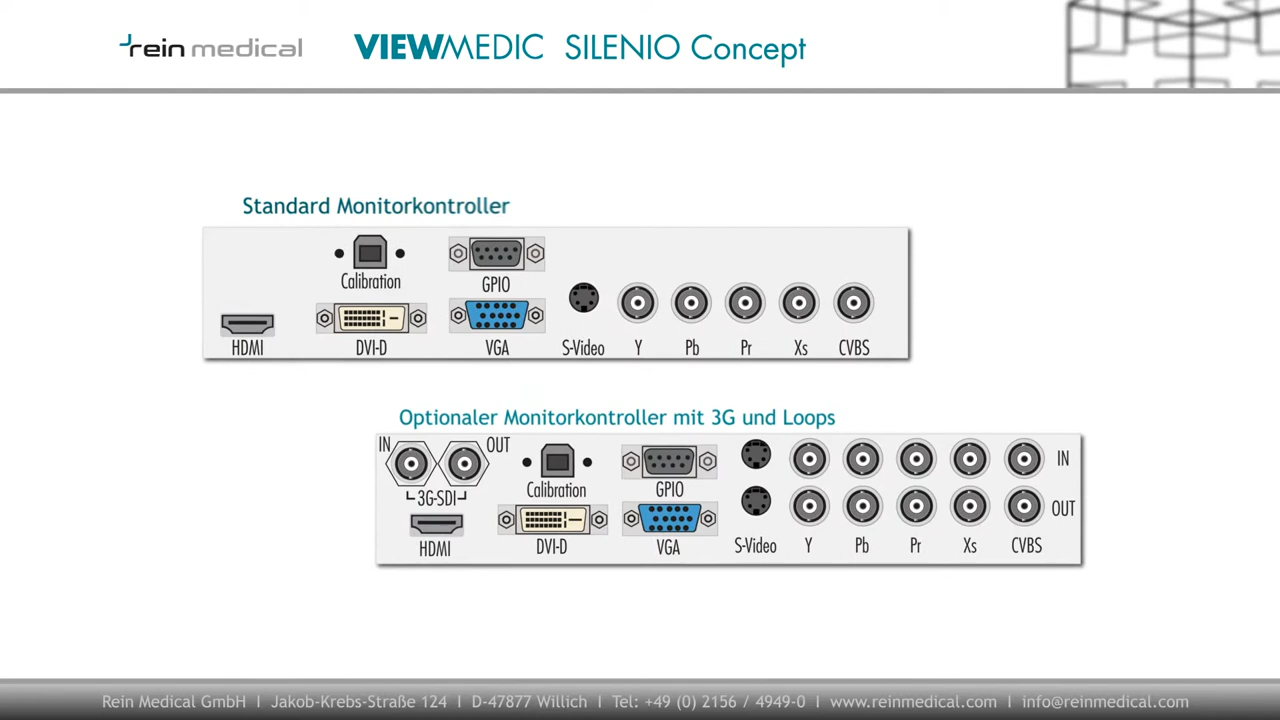 rein medical
VIEWMEDIC SILENIO Concept
Standard Monitorkontroller
Calibration
GPIO
HDMI DVI-D VGA S-Video Y Pb Pr Xs CVBS
Optionaler Monitorkontroller mit 3G und Loops
IN OUT
IN
3G-SDI
Calibration
GPIO
OUT
HDMI DVI-D VGA S-Video Y Pb Pr Xs CVBS
Rein Medical GmbH | Jakob-Krebs-Straße 124 | D-47877 Willich | Tel: +49 (0) 2156 / 4949-0 | www.reinmedical.com | info@reinmedical.com